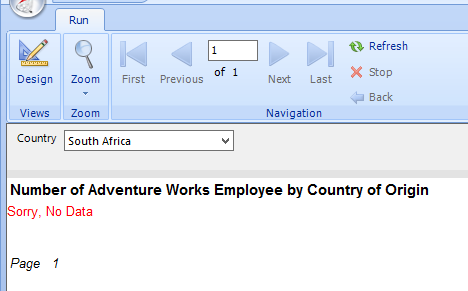 Run
1
Refresh
Design
Zoom
First
Previous
of 1
Next
Last
Stop
Back
Views
Zoom
Navigation
Country
South Africa
Number of Adventure Works Employee by Country of Origin
Sorry, No Data
Page 1